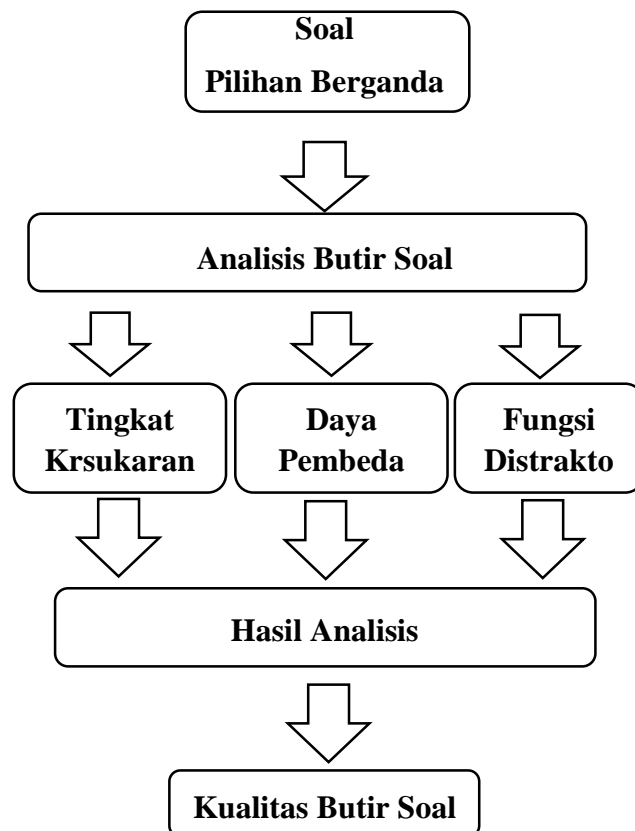 Soal
Pilihan Berganda
Analisis Butir Soal
Tingkat
Krsukaran
Daya
Pembeda
Fungsi
Distrakto
Hasil Analisis
Kualitas Butir Soal